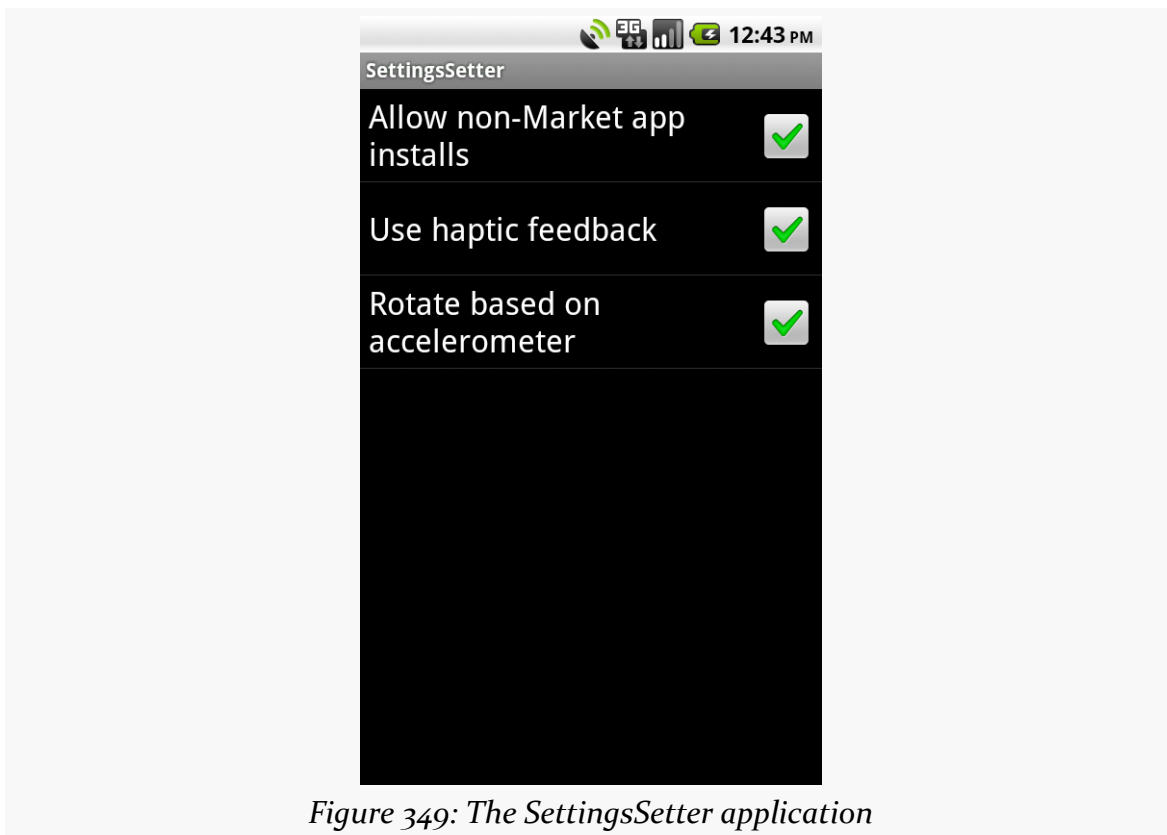 3G 12:43 PM
SettingsSetter
Allow non-Market app
installs
Use haptic feedback
Rotate based on
accelerometer
Figure 349: The SettingsSetter application